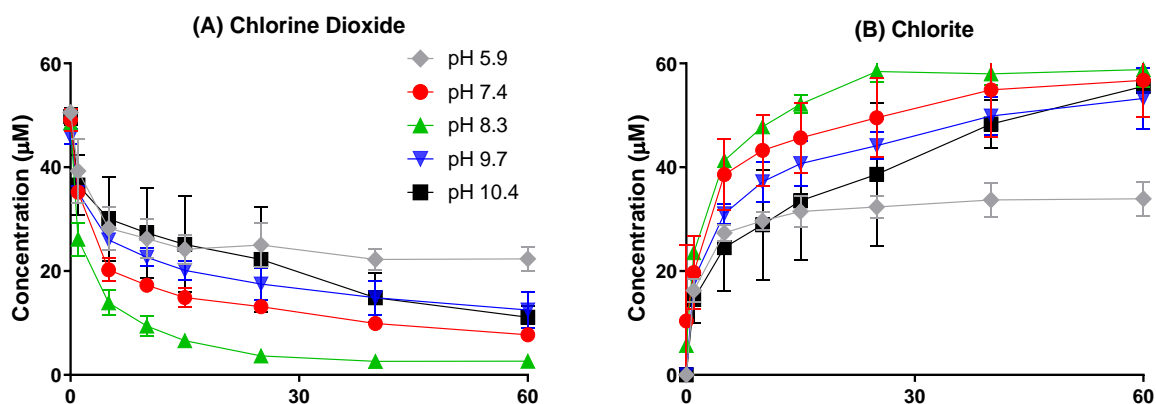 (A) Chlorine Dioxide
Concentration (µM)
60
40
20
0
0
30
60
pH 5.9
pH 7.4
pH 8.3
pH 9.7
pH 10.4
(B) Chlorite
Concentration (µM)
60
40
20
0
0
30
60